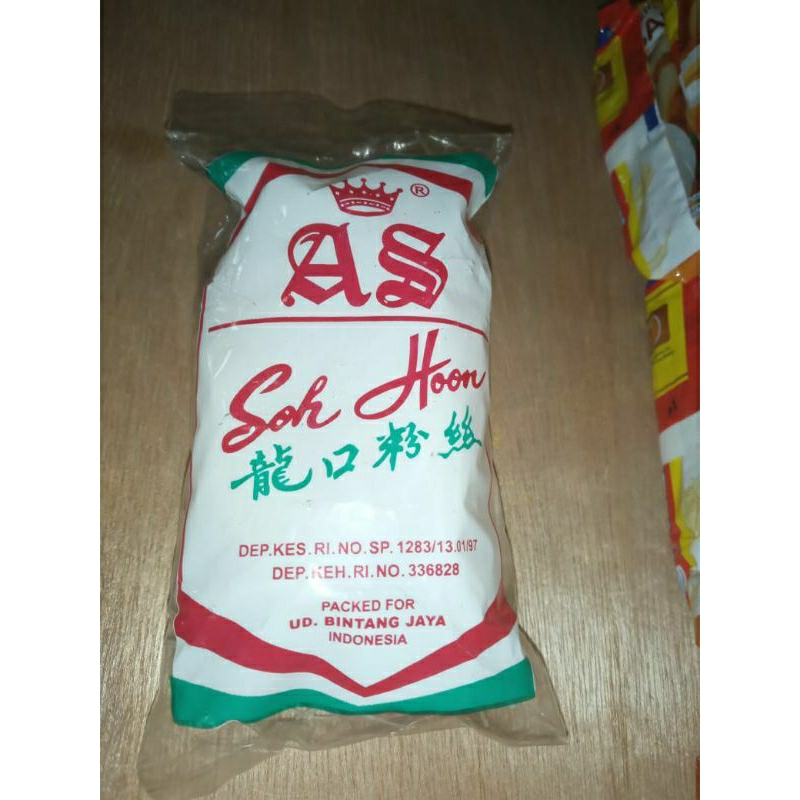 ®
AS
Soh Hoon
龍口粉絲
DEP.KES.RI.NO.SP. 1283/13.01/97
DEP.KEH.RI.NO. 336828
PACKED FOR
UD. BINTANG JAYA
INDONESIA